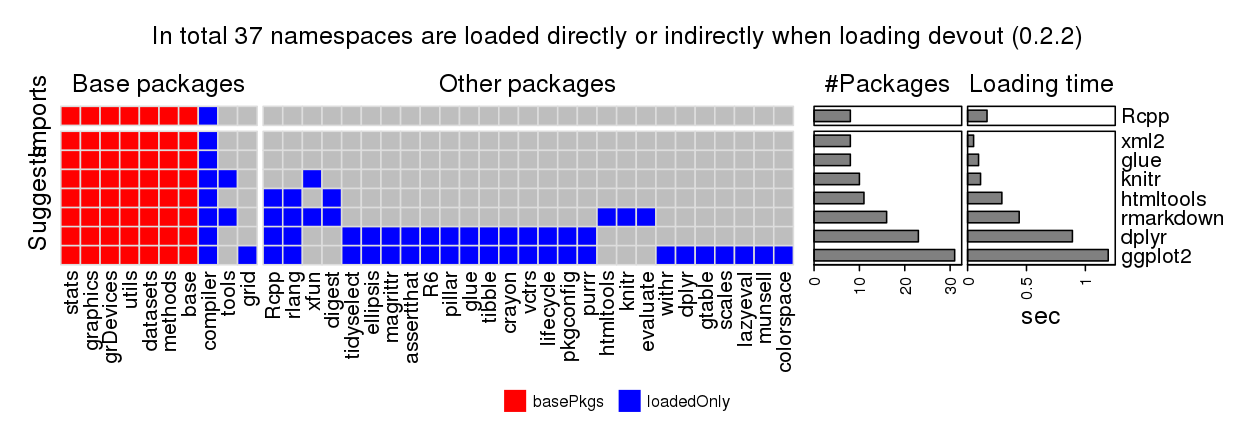 In total 37 namespaces are loaded directly or indirectly when loading devout (0.2.2)
Base packages
Other packages
#Packages
Loading time
Imports
Suggests
Rcpp
xml2
glue
knitr
htmltools
rmarkdown
dplyr
ggplot2
stats
graphics
grDevices
utils
datasets
methods
base
compiler
tools
grid
Rcpp
rlang
xfun
digest
tidyselect
ellipsis
magrittr
assertthat
R6
pillar
glue
tibble
crayon
vctrs
lifecycle
pkgconfig
purrr
htmltools
knitr
evaluate
withr
dplyr
gtable
scales
lazyeval
munsell
colorspace
0
10
20
30
0
0.5
1
sec
basePkgs
loadedOnly